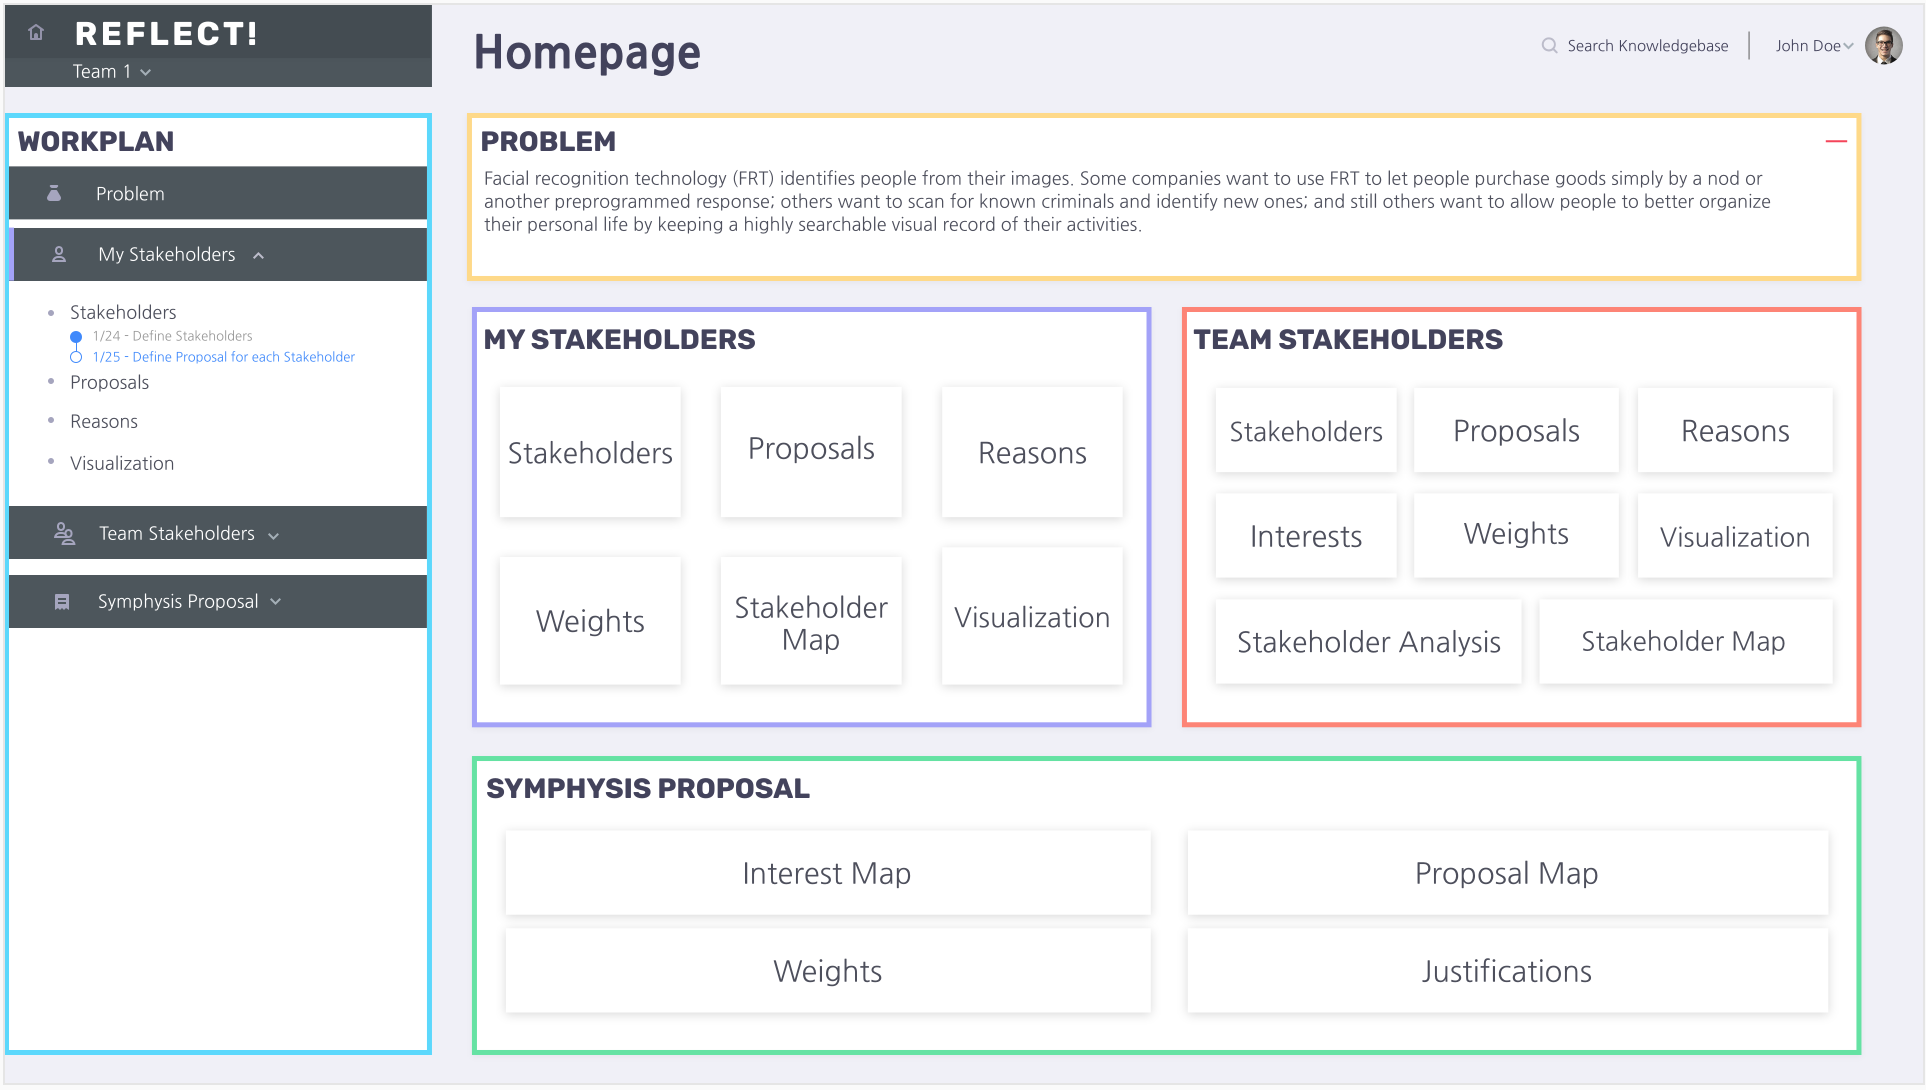 REFLECT!
Team 1
Homepage
Search Knowledgebase
John Doe
WORKPLAN
Problem
My Stakeholders
Stakeholders
1/24 - Define Stakeholders
1/25 - Define Proposal for each Stakeholder
Proposals
Reasons
Visualization
Team Stakeholders
Symphysis Proposal
PROBLEM
Facial recognition technology (FRT) identifies people from their images. Some companies want to use FRT to let people purchase goods simply by a nod or
another preprogrammed response; others want to scan for known criminals and identify new ones; and still others want to allow people to better organize
their personal life by keeping a highly searchable visual record of their activities.
MY STAKEHOLDERS
Stakeholders
Proposals
Reasons
Weights
Stakeholder
Map
Visualization
TEAM STAKEHOLDERS
Stakeholders
Proposals
Reasons
Interests
Weights
Visualization
Stakeholder Analysis
Stakeholder Map
SYMPHYSIS PROPOSAL
Interest Map
Proposal Map
Weights
Justifications